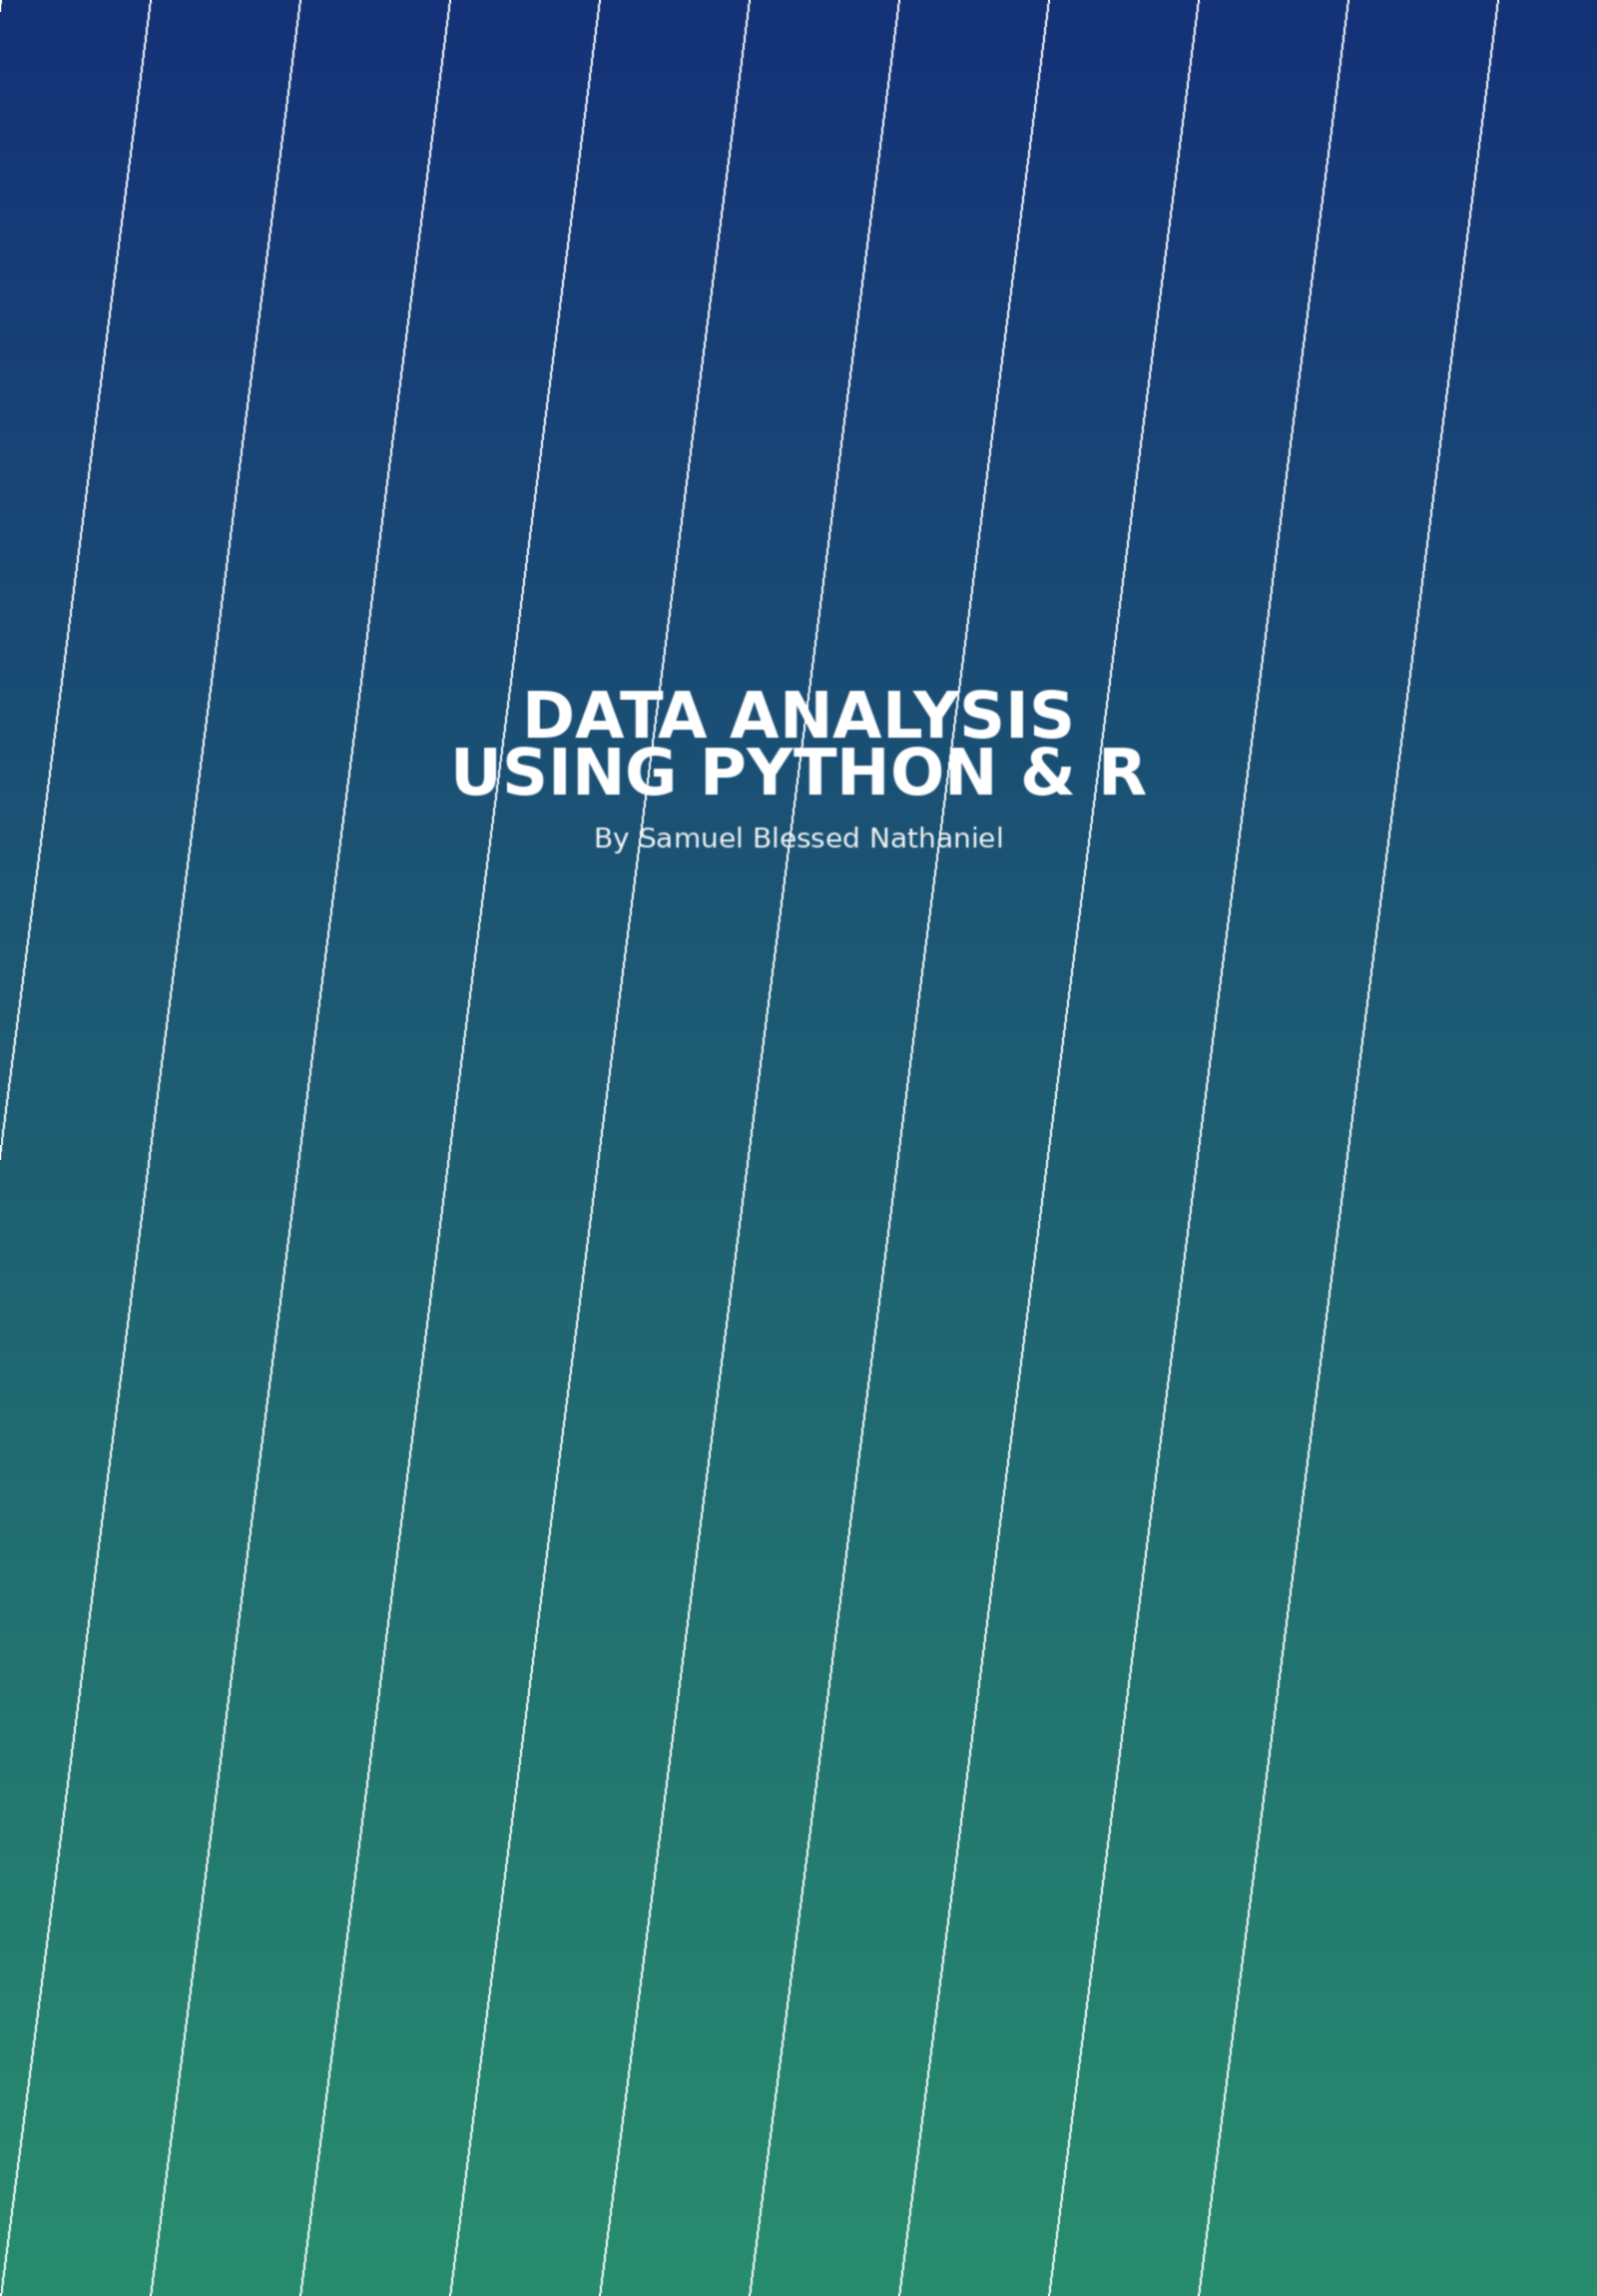 DATA ANALYSIS
USING PYTHON & R
By Samuel Blessed Nathaniel